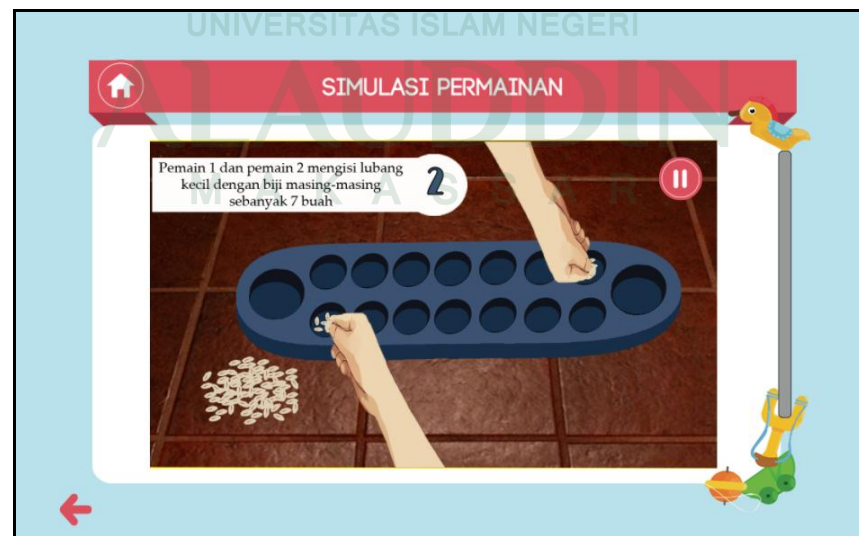 UNIVERSITAS ISLAM NEGERI
SIMULASI PERMAINAN
ALAUDDIN
Pemain 1 dan pemain 2 mengisi lubang
kecil dengan biji masing-masing
sebanyak 7 buah
2
MAKASSAR